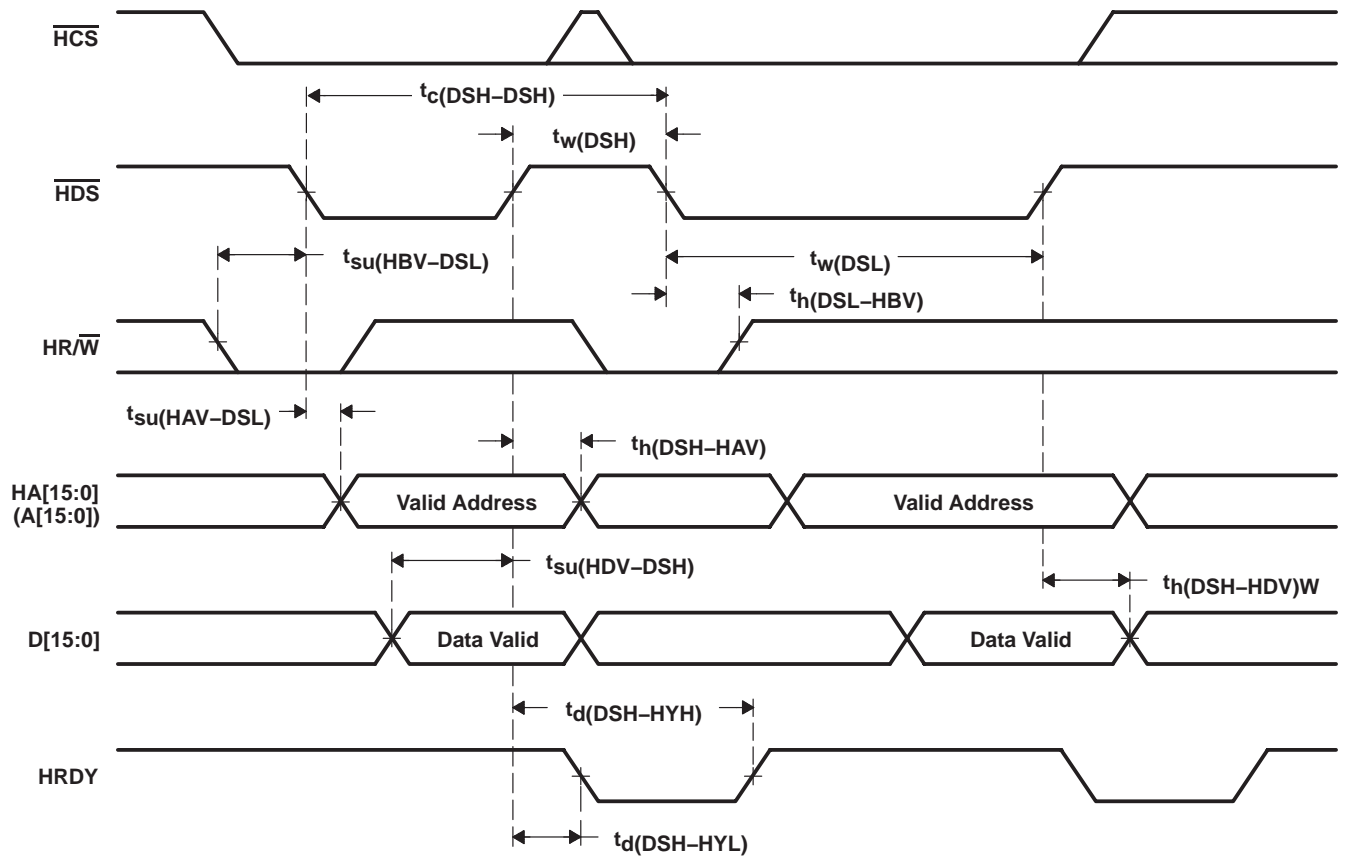 HCS
tc(DSH–DSH)
tw(DSH)
HDS
tsu(HBV–DSL)
tw(DSL)
th(DSL–HBV)
HR/W
tsu(HAV–DSL)
th(DSH–HAV)
HA[15:0]
(A[15:0])
Valid Address
Valid Address
tsu(HDV–DSH)
th(DSH–HDV)W
D[15:0]
Data Valid
Data Valid
td(DSH–HYH)
HRDY
td(DSH–HYL)